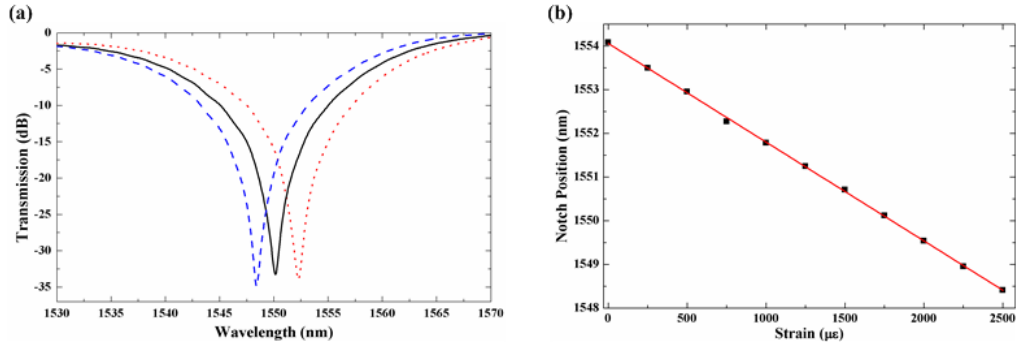 (a)
0
-5
-10
-15
-20
-25
-30
-35
Transmission (dB)
1530 1535 1540 1545 1550 1555 1560 1565 1570
Wavelength (nm)
(b)
1554
1553
1552
1551
1550
1549
1548
Notch Position (nm)
0 500 1000 1500 2000 2500
Strain (με)